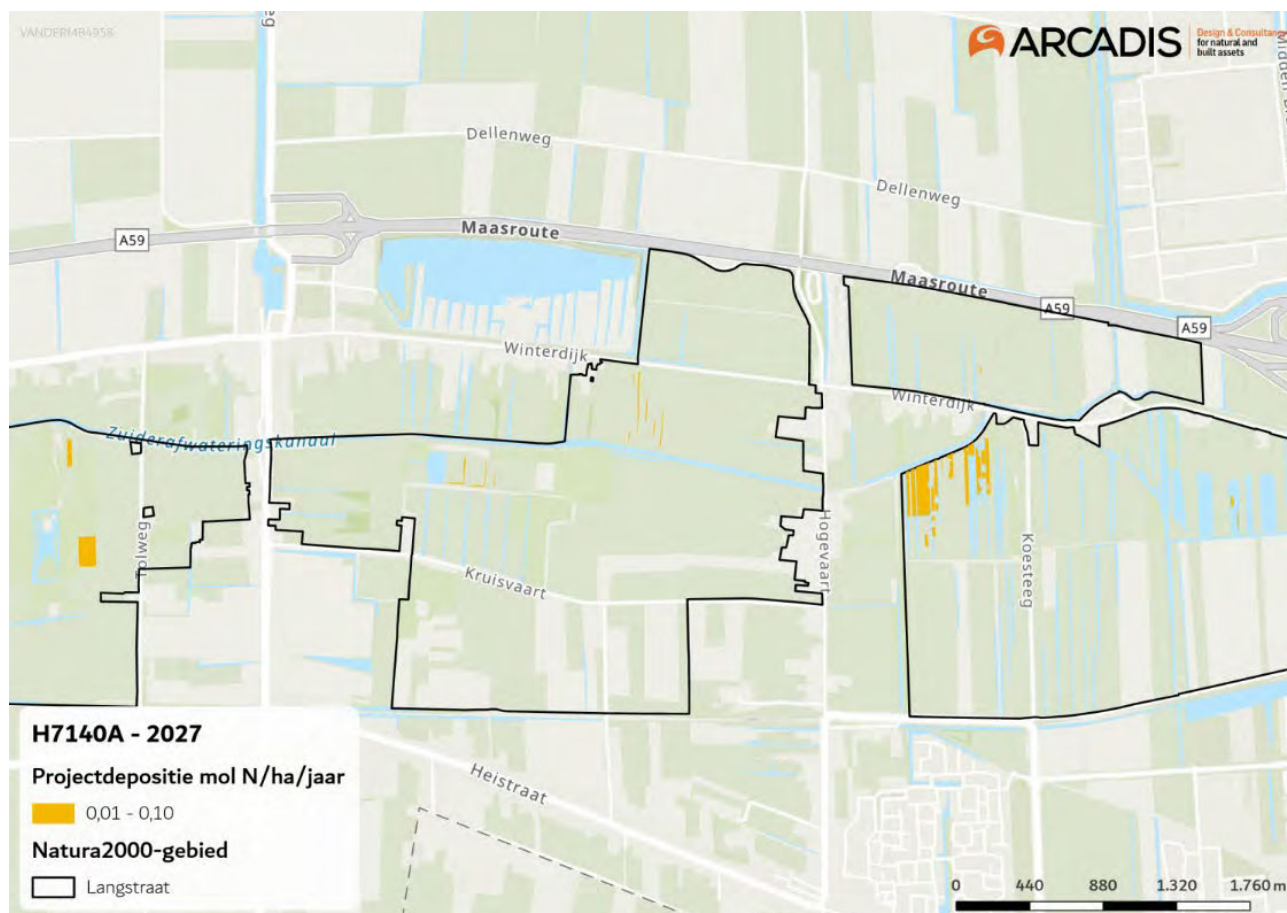 VANDERI4B4958
ARCADIS
Design & Consultancy
for natural and
built assets
Dellenweg
Dellenweg
A59
Maasroute
Maasroute
A59
A59
Winterdijk
Winterdijk
Zuiderafwateringskanaal
Tolweg
Hogevaart
Koesteeg
Kruisvaart
Heistraat
H7140A - 2027
Projectdepositie mol N/ha/jaar
0,01 - 0,10
Natura2000-gebied
Langstraat
0 440 880 1.320 1.760 m